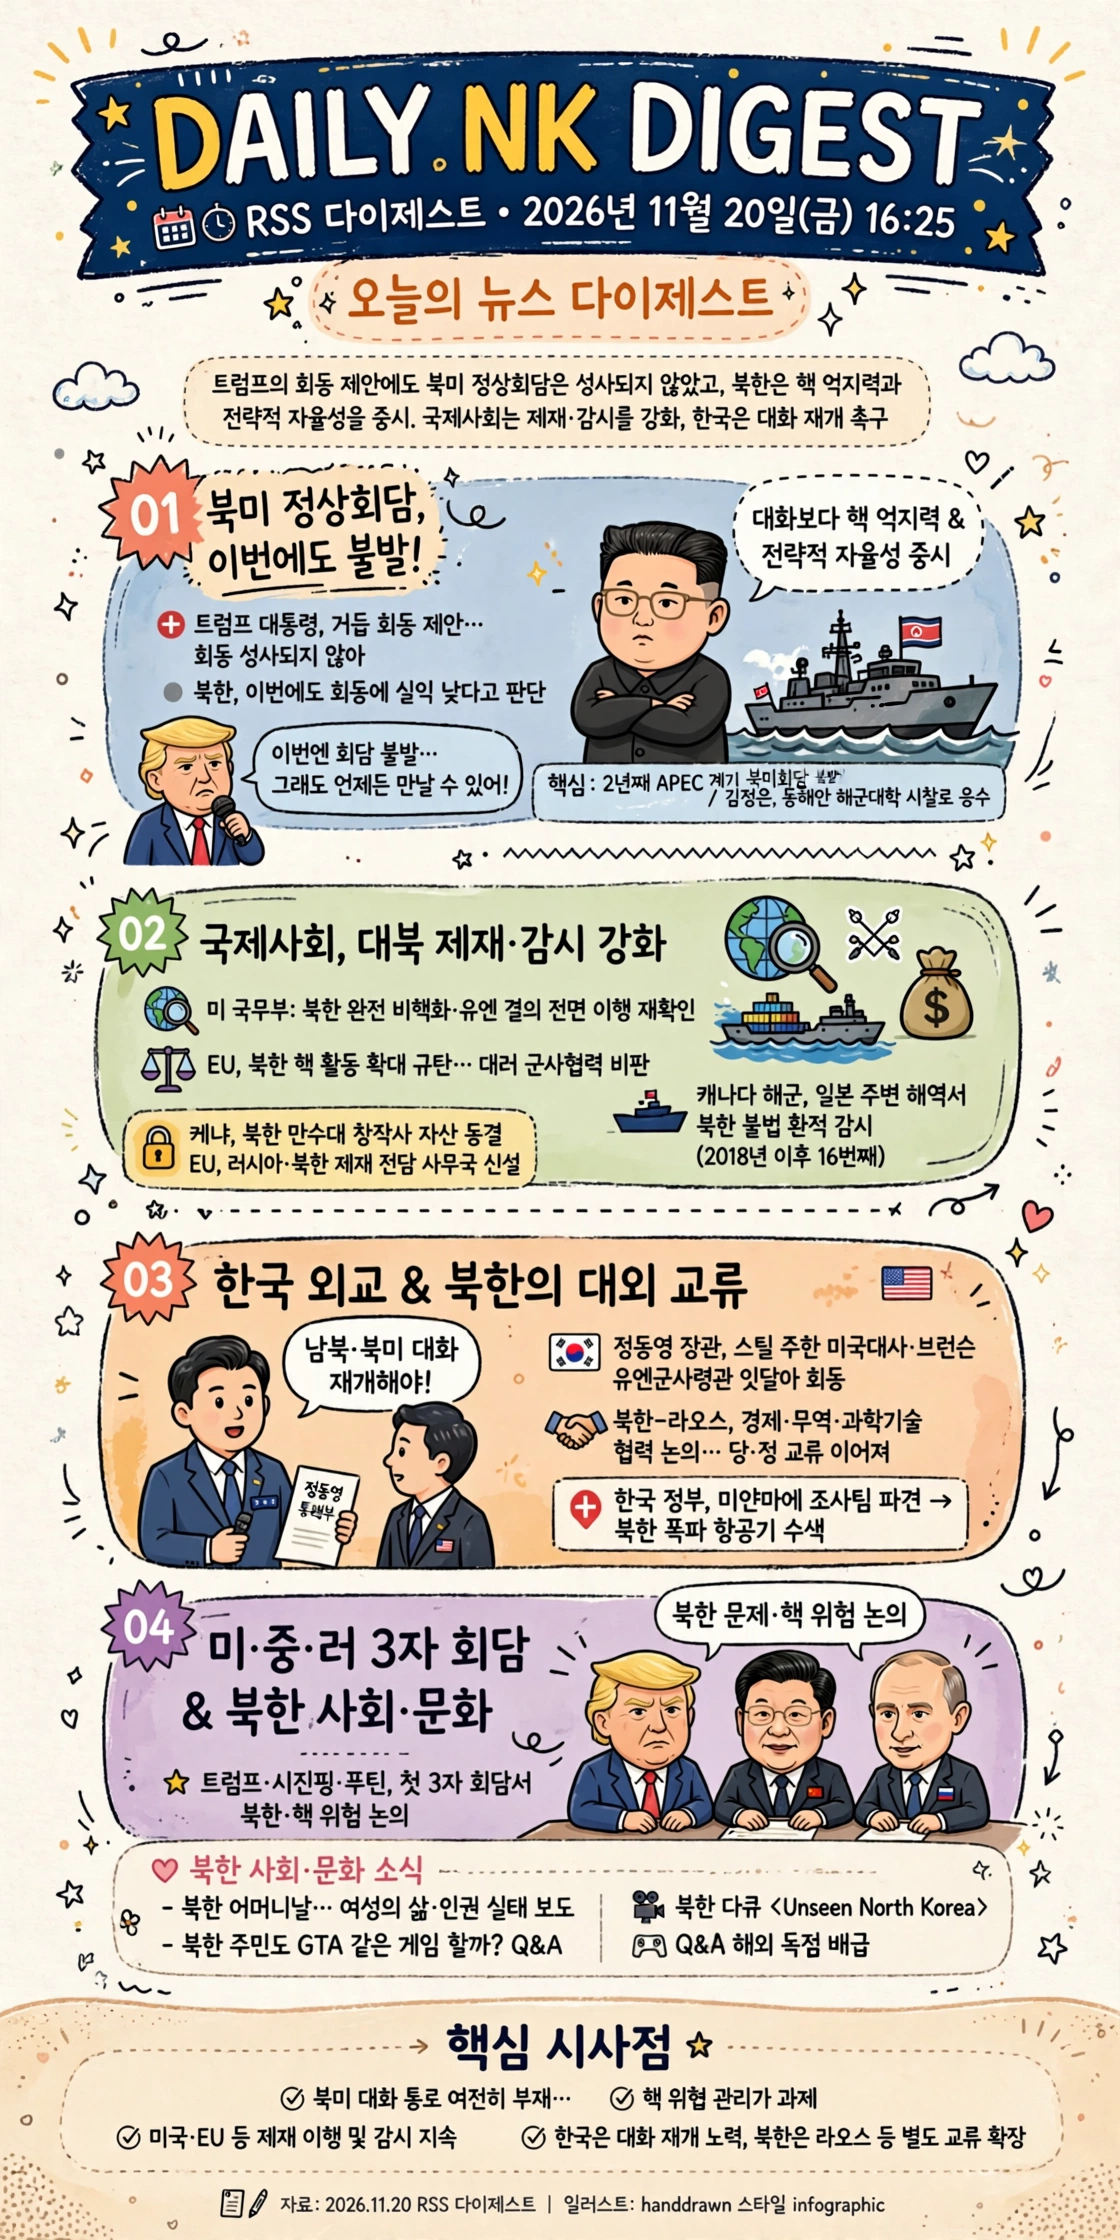 DAILY NK DIGEST
RSS 다이제스트 • 2026년 11월 20일(금) 16:25
오늘의 뉴스 다이제스트
트럼프의 회동 제안에도 북미 정상회담은 성사되지 않았고, 북한은 핵 억지력과
전략적 자율성을 중시. 국제사회는 제재·감시를 강화, 한국은 대화 재개 촉구
01
북미 정상회담,
이번에도 불발!
대화보다 핵 억지력 &
전략적 자율성 중시
트럼프 대통령, 거듭 회동 제안…
회동 성사되지 않아
북한, 이번에도 회동에 실익 낮다고 판단
이번엔 회담 불발…
그래도 언제든 만날 수 있어!
핵심 : 2년째 APEC 계기 북미회담
/ 김정은, 동해안 해군대학 시찰로 응수
02
국제사회, 대북 제재·감시 강화
$
미 국무부: 북한 완전 비핵화·유엔 결의 전면 이행 재확인
EU, 북한 핵 활동 확대 규탄… 대러 군사협력 비판
캐나다 해군, 일본 주변 해역서
북한 불법 환적 감시
(2018년 이후 16번째)
케냐, 북한 만수대 창작사 자산 동결
EU, 러시아·북한 제재 전담 사무국 신설
03
한국 외교 & 북한의 대외 교류
남북·북미 대화
재개해야!
정동영
정동영 장관, 스틸 주한 미국대사·브런슨
유엔군사령관 잇달아 회동
북한-라오스, 경제·무역·과학기술
협력 논의… 당·정 교류 이어져
한국 정부, 미얀마에 조사팀 파견 →
북한 폭파 항공기 수색
04
미·중·러 3자 회담
& 북한 사회·문화
북한 문제·핵 위험 논의
트럼프·시진핑·푸틴, 첫 3자 회담서
북한·핵 위험 논의
북한 사회·문화 소식
- 북한 어머니날… 여성의 삶·인권 실태 보도
- 북한 주민도 GTA 같은 게임 할까? Q&A
북한 다큐 <Unseen North Korea>
Q&A 해외 독점 배급
핵심 시사점
북미 대화 통로 여전히 부재…
핵 위협 관리가 과제
미국·EU 등 제재 이행 및 감시 지속
한국은 대화 재개 노력, 북한은 라오스 등 별도 교류 확장
자료: 2026.11.20 RSS 다이제스트 | 일러스트: handdrawn 스타일 infographic